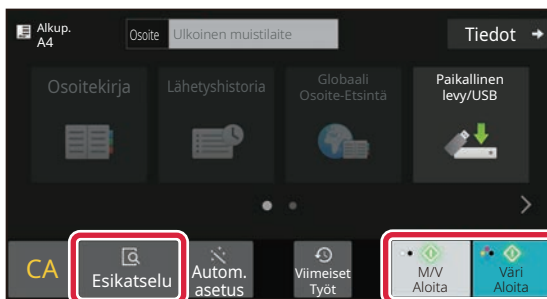 Alkup.
A4
Osoite
Ulkoinen muistilaite
Tiedot
Osoitekirja
Lähetyshistoria
Globaali
Osoite-Etsintä
Paikallinen
levy/USB
CA
Esikatselu
Autom.
asetus
Viimeiset
Työt
M/V
Aloita
Väri
Aloita